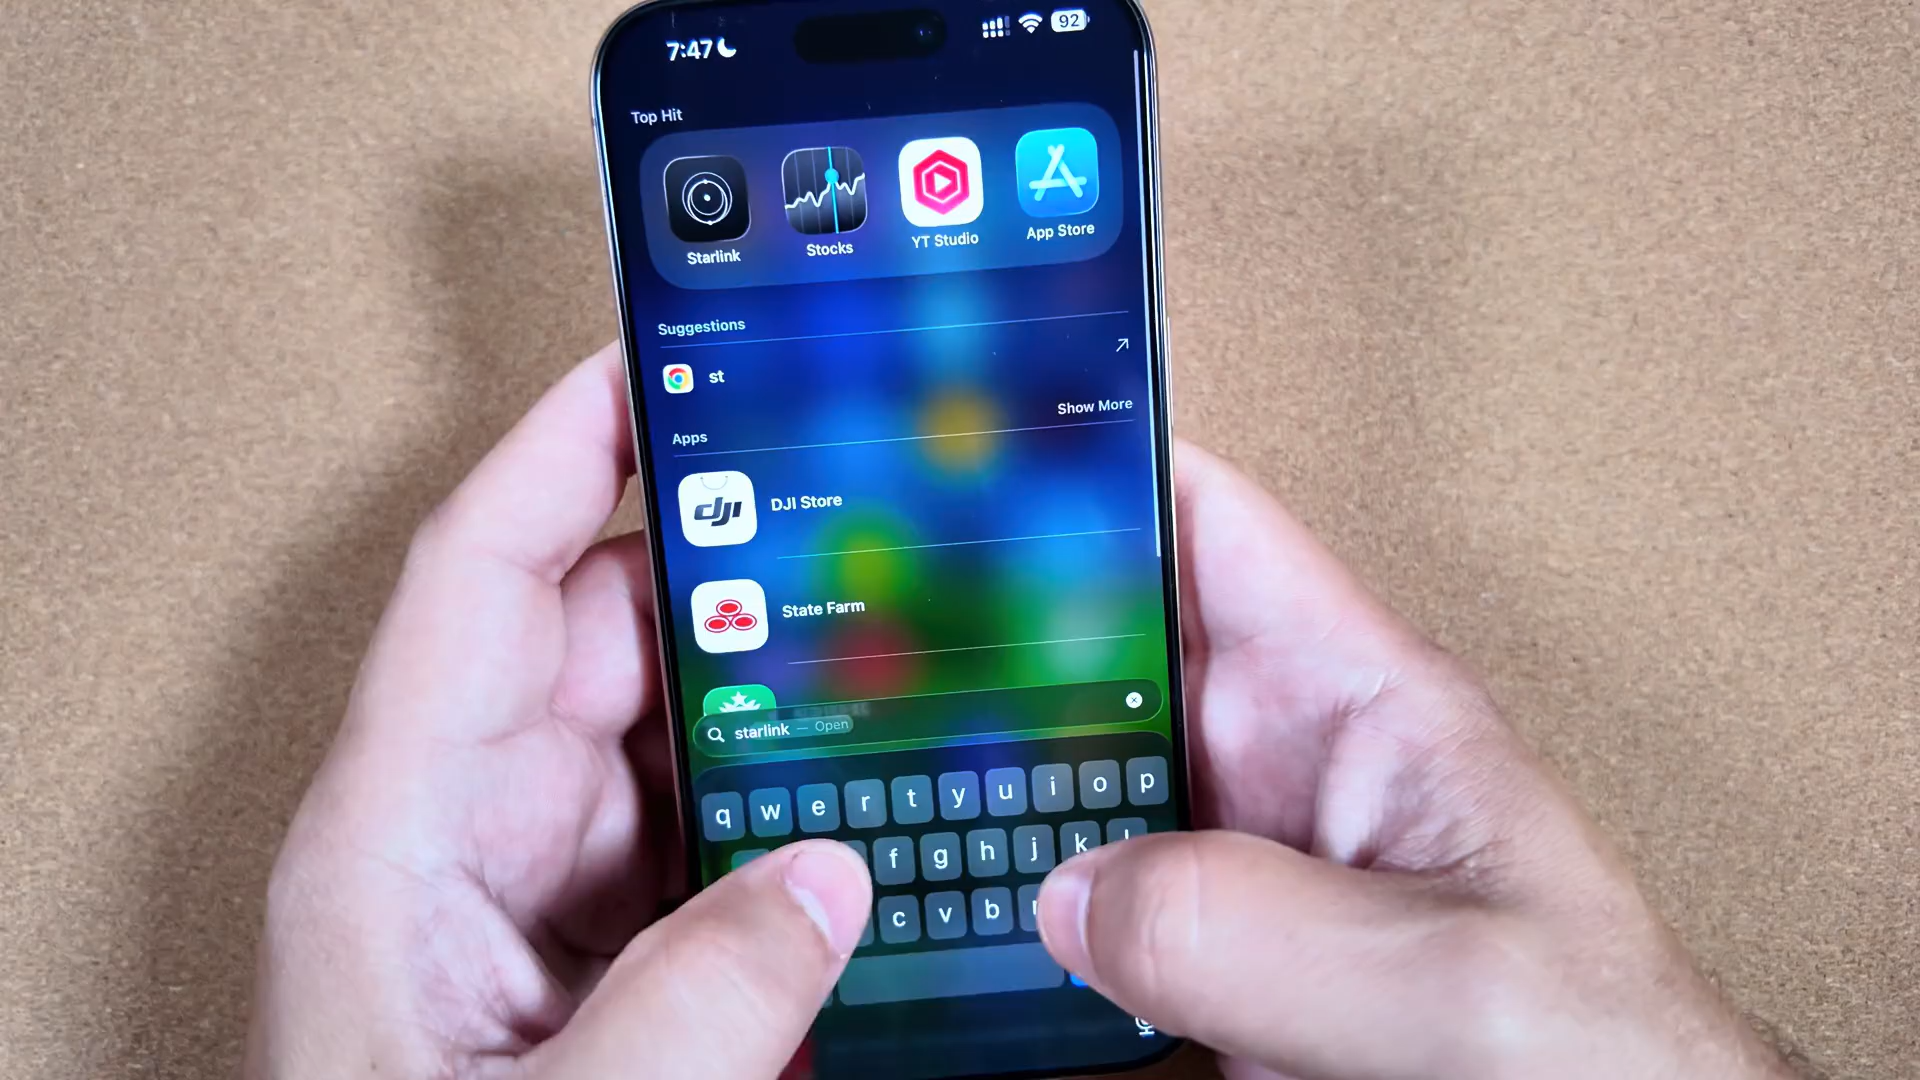 7:47
92
Top Hit
Starlink
Stocks
YT Studio
App Store
Suggestions
st
Show More
Apps
dji
DJI Store
State Farm
starlink — Open
q w e r t y u i o p
f g h j k
c v b